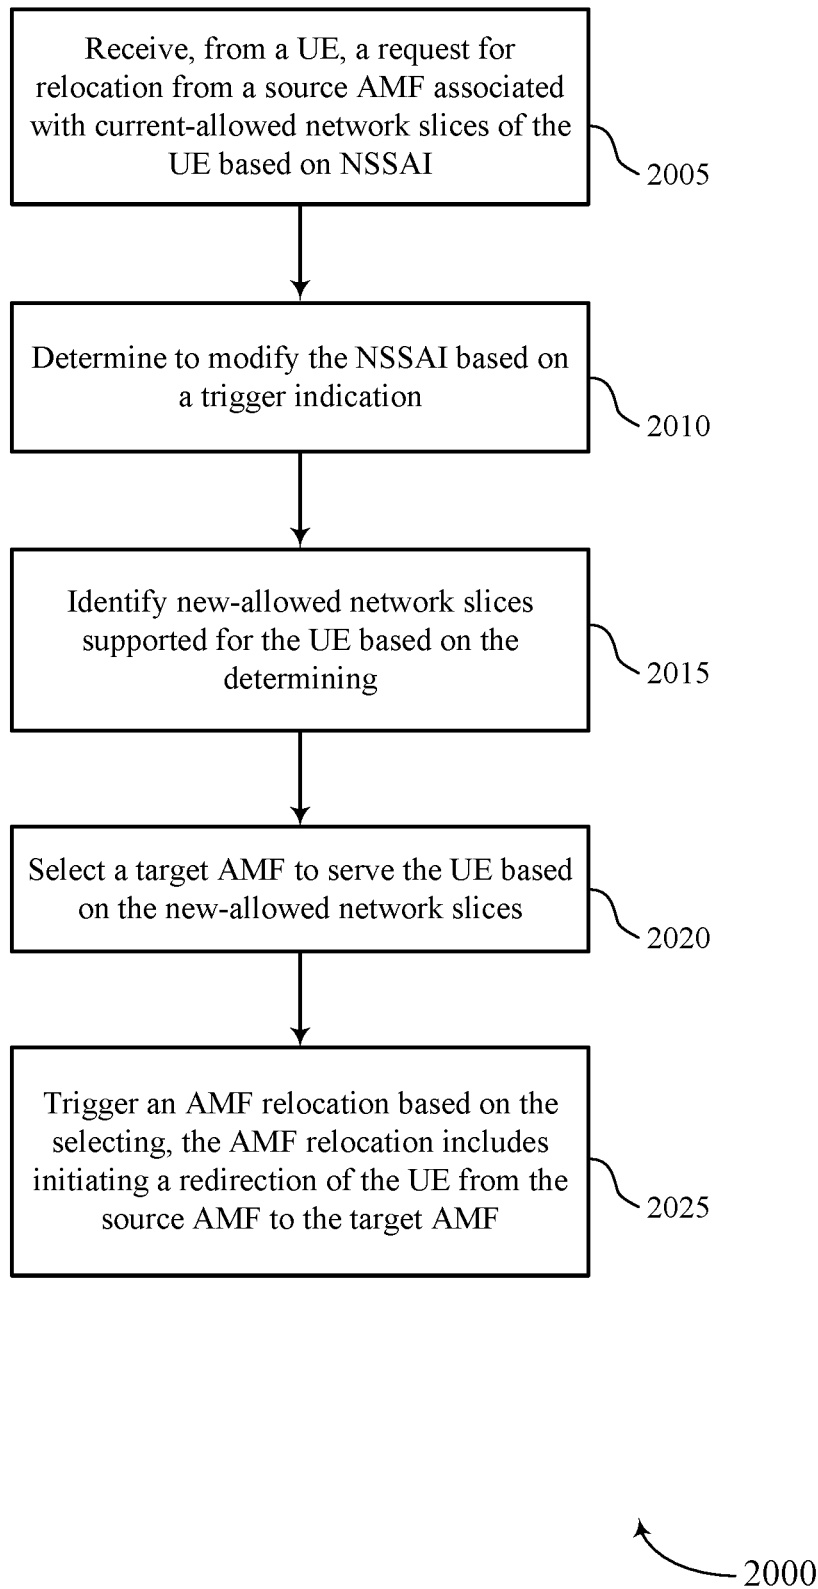 Receive, from a UE, a request for
relocation from a source AMF associated
with current-allowed network slices of the
UE based on NSSAI
2005
Determine to modify the NSSAI based on
a trigger indication
2010
Identify new-allowed network slices
supported for the UE based on the
determining
2015
Select a target AMF to serve the UE based
on the new-allowed network slices
2020
Trigger an AMF relocation based on the
selecting, the AMF relocation includes
initiating a redirection of the UE from the
source AMF to the target AMF
2025
2000